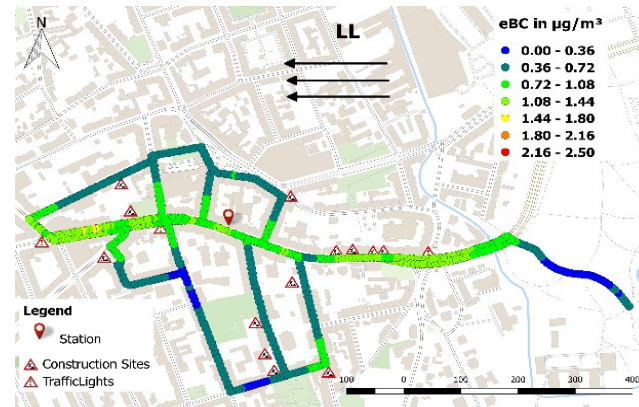 N
LL
eBC in µg/m³
0.00 - 0.36
0.36 - 0.72
0.72 - 1.08
1.08 - 1.44
1.44 - 1.80
1.80 - 2.16
2.16 - 2.50
Legend
Station
Construction Sites
TrafficLights
100 0 100 200 300 400